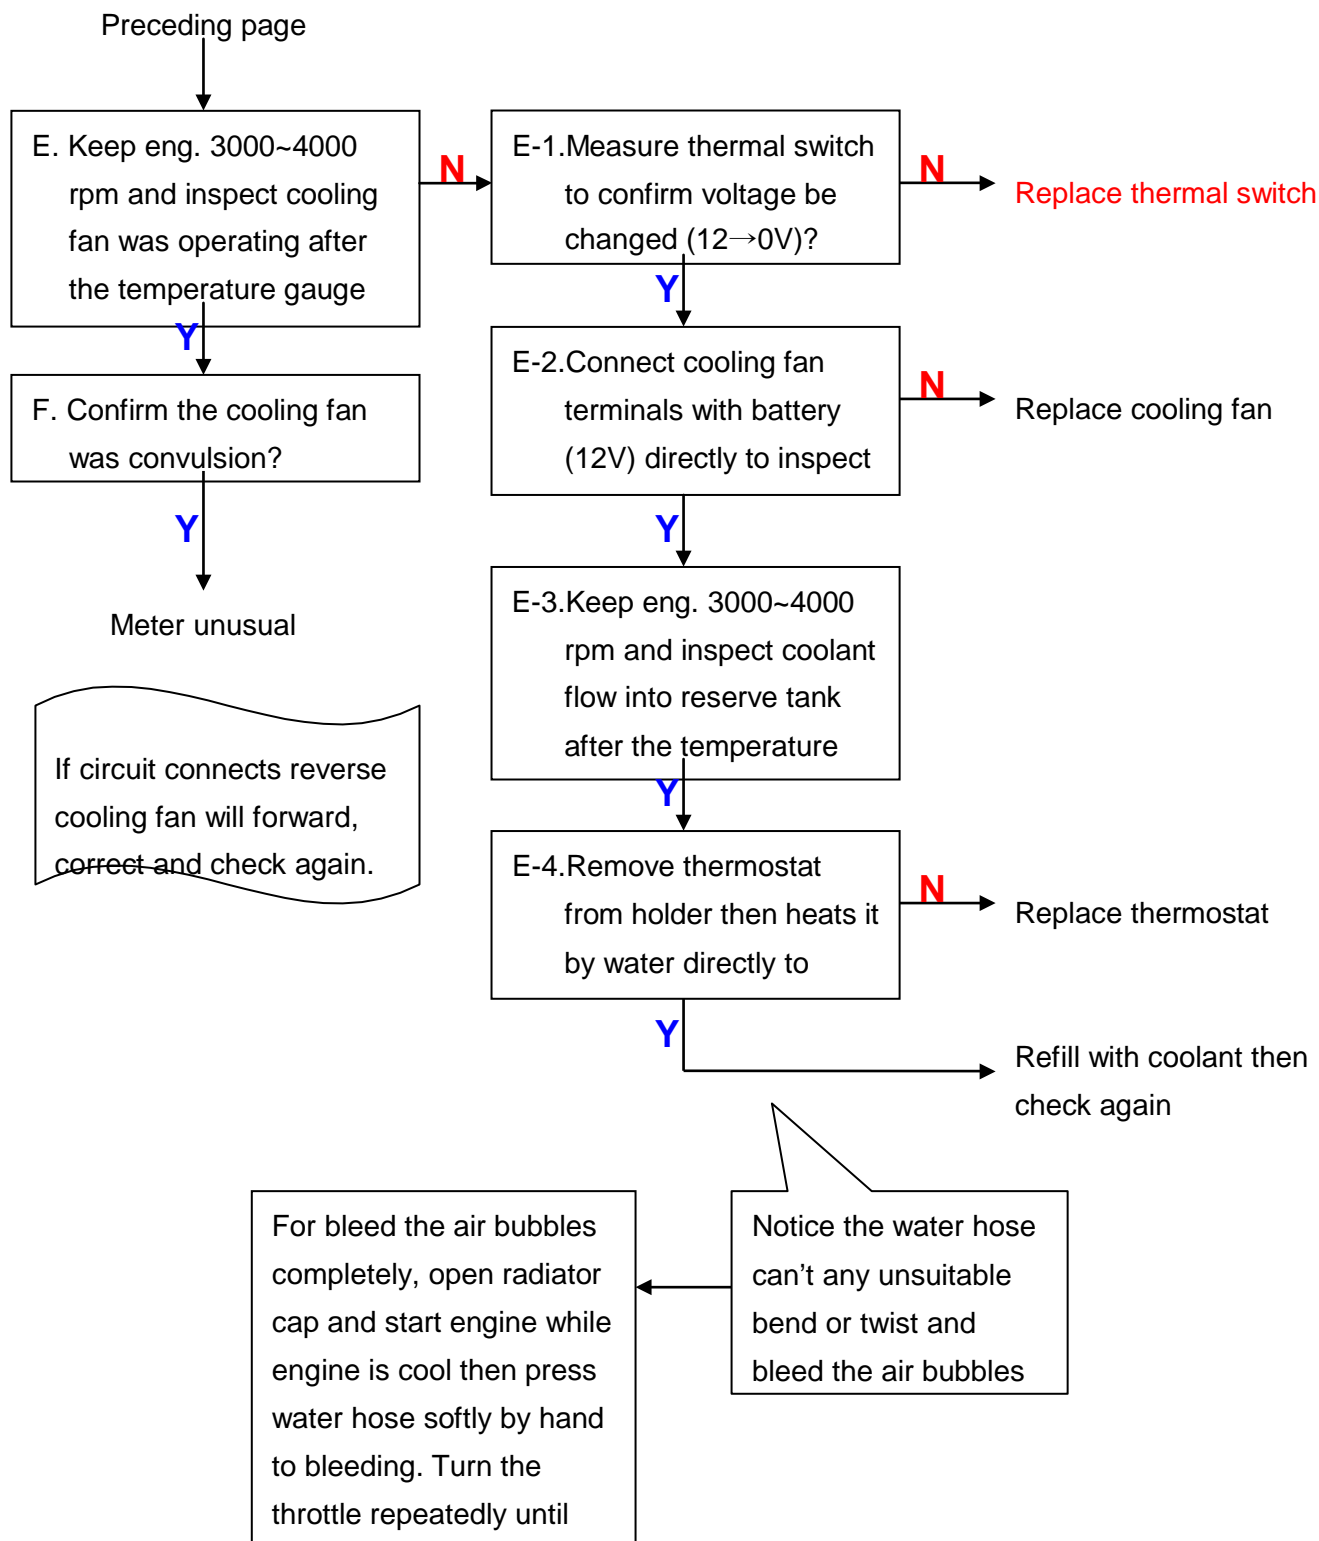 Preceding page
E. Keep eng. 3000~4000
rpm and inspect cooling
fan was operating after
the temperature gauge
N
E-1.Measure thermal switch
to confirm voltage be
changed (12→0V)?
N
Replace thermal switch
Y
Y
F. Confirm the cooling fan
was convulsion?
E-2.Connect cooling fan
terminals with battery
(12V) directly to inspect
N
Replace cooling fan
Y
Y
Meter unusual
E-3.Keep eng. 3000~4000
rpm and inspect coolant
flow into reserve tank
after the temperature
If circuit connects reverse
cooling fan will forward,
correct and check again.
Y
E-4.Remove thermostat
from holder then heats it
by water directly to
N
Replace thermostat
Y
Refill with coolant then
check again
For bleed the air bubbles
completely, open radiator
cap and start engine while
engine is cool then press
water hose softly by hand
to bleeding. Turn the
throttle repeatedly until
Notice the water hose
can’t any unsuitable
bend or twist and
bleed the air bubbles